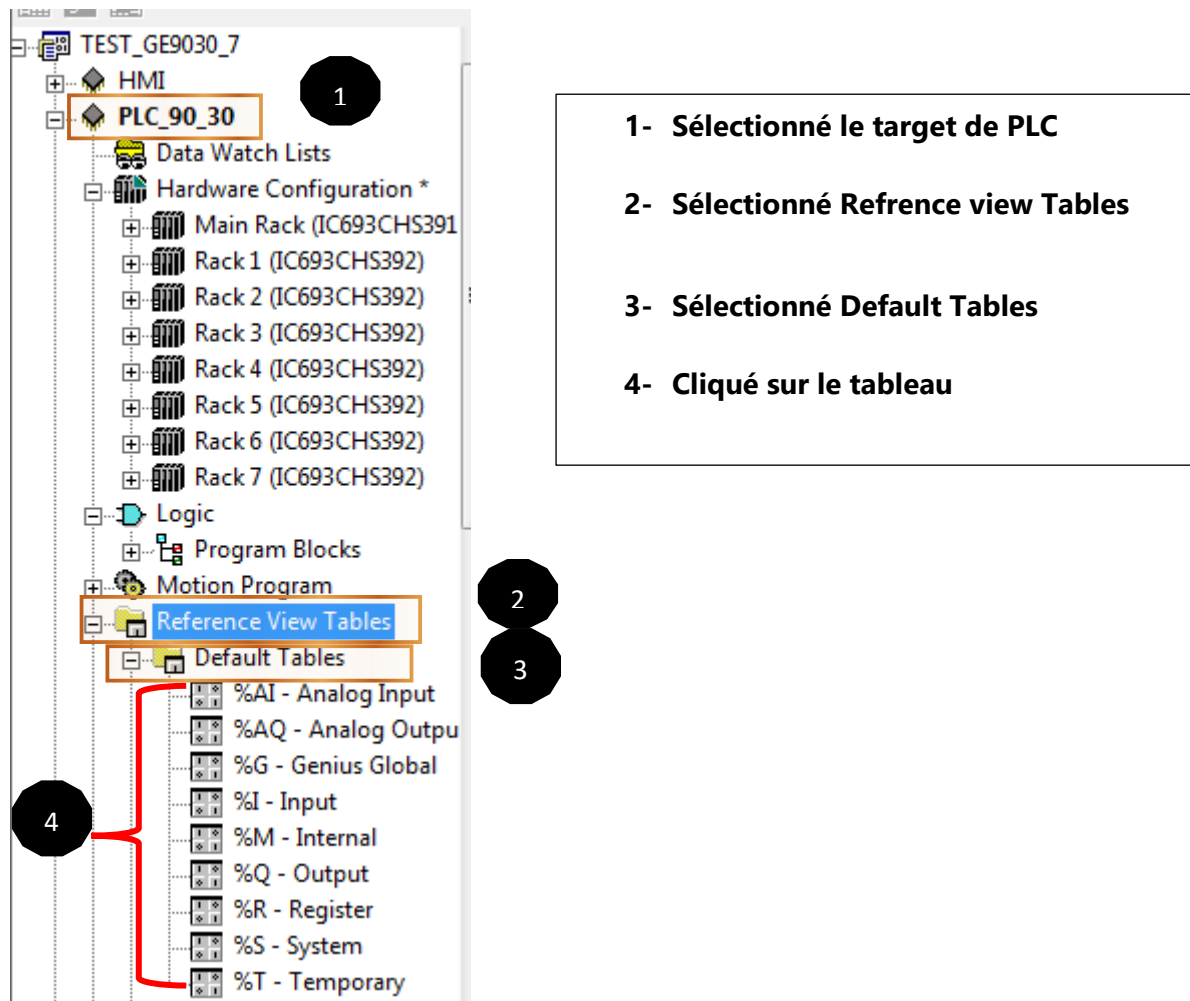 TEST_GE9030_7
HMI
1
PLC_90_30
Data Watch Lists
Hardware Configuration *
Main Rack (IC693CHS391
Rack 1 (IC693CHS392)
Rack 2 (IC693CHS392)
Rack 3 (IC693CHS392)
Rack 4 (IC693CHS392)
Rack 5 (IC693CHS392)
Rack 6 (IC693CHS392)
Rack 7 (IC693CHS392)
Logic
Program Blocks
Motion Program
2
Reference View Tables
Default Tables
3
%AI - Analog Input
%AQ - Analog Outpu
%G - Genius Global
%I - Input
4
%M - Internal
%Q - Output
%R - Register
%S - System
%T - Temporary
1- Sélectionné le target de PLC
2- Sélectionné Refrence view Tables
3- Sélectionné Default Tables
4- Cliqué sur le tableau